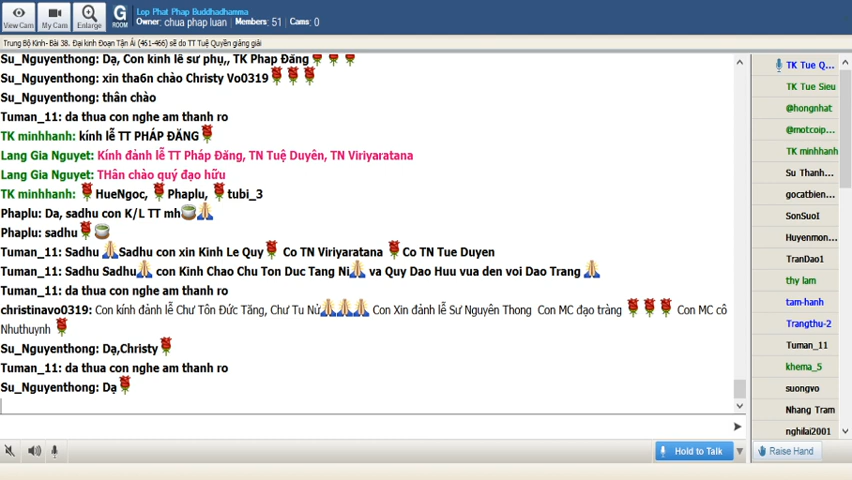 View Cam
My Cam
Enlarge
G
ROOM
Lop Phat Phap Buddhadhamma
Owner: chua phap luan Members: 51 Cams: 0
Trung Bộ Kinh- Bài 38. Đại kinh Đoạn Tận Ái (461-466) sẽ do TT Tuệ Quyền giảng giải
Su_Nguyenthong: Dạ, Con kính lễ sư phụ,, TK Phap Đăng
Su_Nguyenthong: xin tha6n chào Christy Vo0319
Su_Nguyenthong: thân chào
Tuman_11: da thua con nghe am thanh ro
TK minhhanh: kính lễ TT PHÁP ĐĂNG
Lang Gia Nguyet: Kính đảnh lễ TT Pháp Đăng, TN Tuệ Duyên, TN Viriyaratana
Lang Gia Nguyet: THân chào quý đạo hữu
TK minhhanh: HueNgoc, Phaplu, tubi_3
Phaplu: Da, sadhu con K/L TT mh
Phaplu: sadhu
Tuman_11: Sadhu Sadhu con xin Kinh Le Quy Co TN Viriyaratana Co TN Tue Duyen
Tuman_11: Sadhu Sadhu con Kinh Chao Chu Ton Duc Tang Ni va Quy Dao Huu vua den voi Dao Trang
Tuman_11: da thua con nghe am thanh ro
christinavo0319: Con kính đảnh lễ Chư Tôn Đức Tăng, Chư Tu Nử Con Xin đảnh lễ Sư Nguyên Thong Con MC đạo tràng Con MC cô
Nhuthuynh
Su_Nguyenthong: Dạ,Christy
Tuman_11: da thua con nghe am thanh ro
Su_Nguyenthong: Dạ
Hold to Talk
TK Tue Q...
TK Tue Sieu
@hongnhat
@motcoip...
TK minhhanh
Su Thanh...
gocatbien...
SonSuoI
Huyenmon...
TranDao1
thy lam
tam-hanh
Trangthu-2
Tuman_11
khema_5
suongvo
Nhang Tram
nghilai2001
Raise Hand